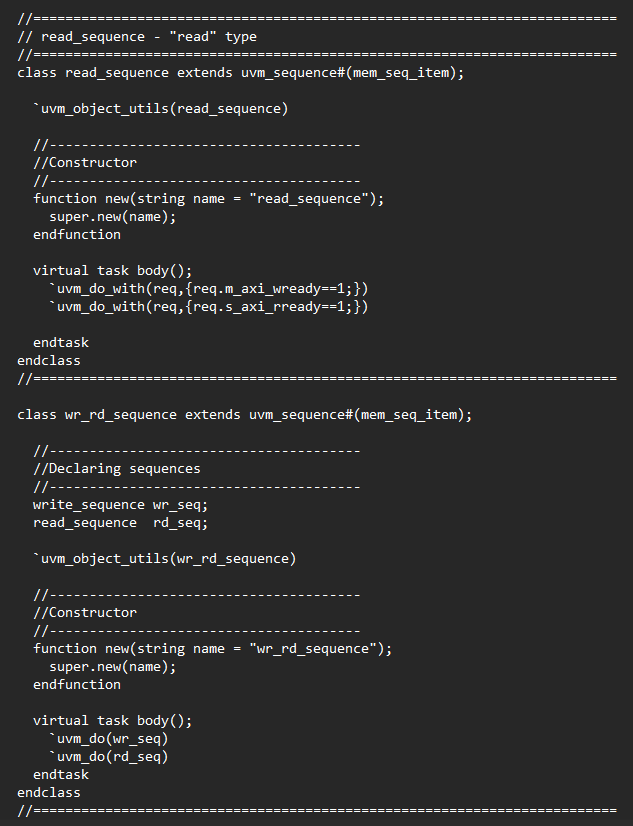 //=========================================================================
// read_sequence - "read" type
//=========================================================================
class read_sequence extends uvm_sequence#(mem_seq_item);
`uvm_object_utils(read_sequence)
//---------------------------------------
//Constructor
//---------------------------------------
function new(string name = "read_sequence");
super.new(name);
endfunction
virtual task body();
`uvm_do_with(req,{req.m_axi_wready==1;})
`uvm_do_with(req,{req.s_axi_rready==1;})
endtask
endclass
//=========================================================================
class wr_rd_sequence extends uvm_sequence#(mem_seq_item);
//---------------------------------------
//Declaring sequences
//---------------------------------------
write_sequence wr_seq;
read_sequence  rd_seq;
`uvm_object_utils(wr_rd_sequence)
//---------------------------------------
//Constructor
//---------------------------------------
function new(string name = "wr_rd_sequence");
super.new(name);
endfunction
virtual task body();
`uvm_do(wr_seq)
`uvm_do(rd_seq)
endtask
endclass
//=========================================================================